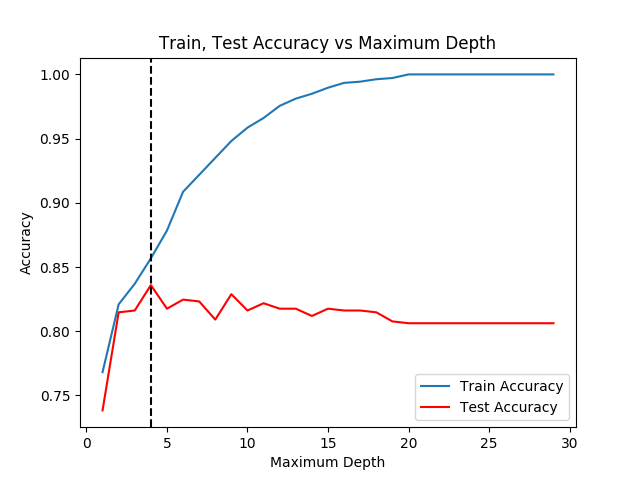 Train, Test Accuracy vs Maximum Depth
1.00
0.95
0.90
0.85
0.80
0.75
Accuracy
0
5
10
15
20
25
30
Maximum Depth
Train Accuracy
Test Accuracy